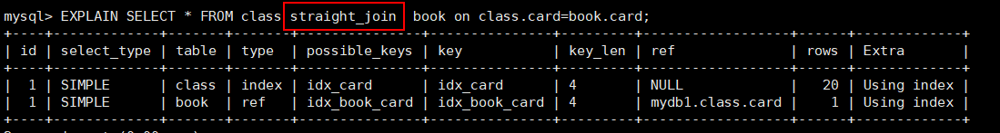 mysql> EXPLAIN SELECT * FROM class straight_join book on class.card=book.card;
+----+-------------+-------+-------+---------------+---------------+---------+-------------------+------+-------------+
| id | select_type | table | type | possible_keys | key | key_len | ref | rows | Extra |
+----+-------------+-------+-------+---------------+---------------+---------+-------------------+------+-------------+
| 1 | SIMPLE | class | index | idx_card | idx_card | 4 | NULL | 20 | Using index |
| 1 | SIMPLE | book | ref | idx_book_card | idx_book_card | 4 | mydb1.class.card | 1 | Using index |
+----+-------------+-------+-------+---------------+---------------+---------+-------------------+------+-------------+